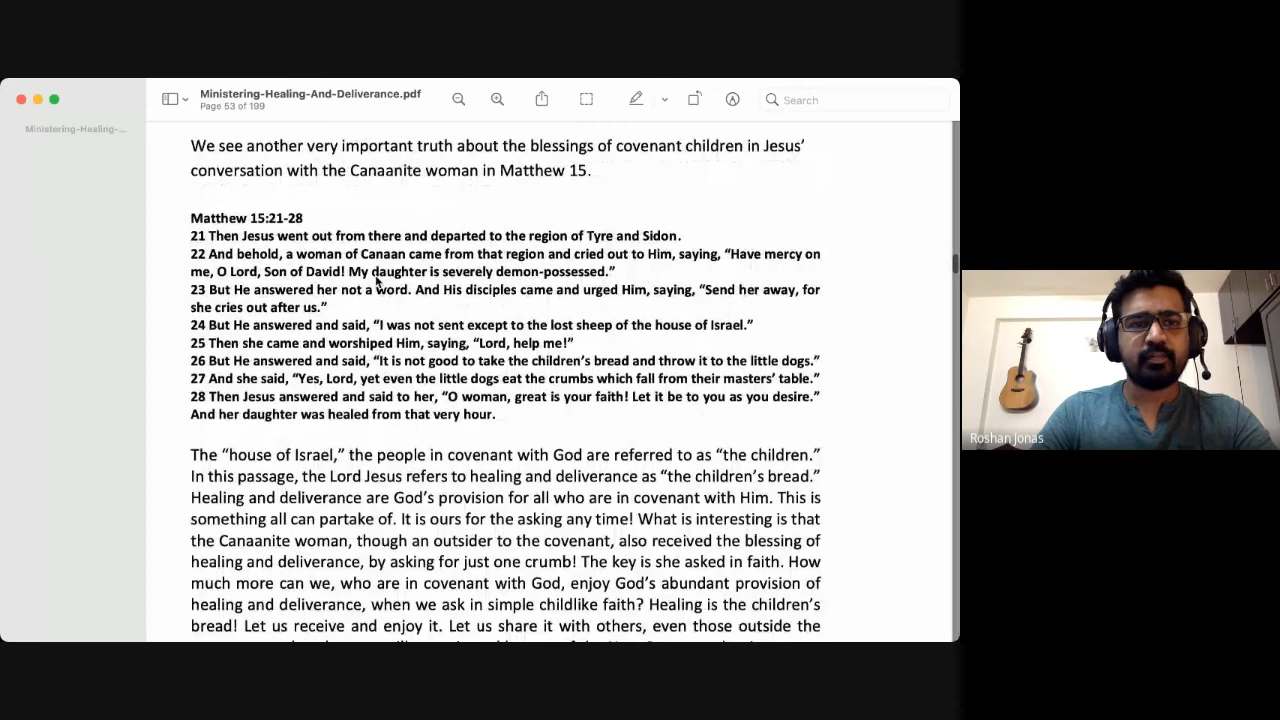 Ministering-Healing-And-Deliverance.pdf
Page 53 of 199
Search
Ministering-Healing-...
We see another very important truth about the blessings of covenant children in Jesus’
conversation with the Canaanite woman in Matthew 15.
Matthew 15:21-28
21 Then Jesus went out from there and departed to the region of Tyre and Sidon.
22 And behold, a woman of Canaan came from that region and cried out to Him, saying, “Have mercy on
me, O Lord, Son of David! My daughter is severely demon-possessed.”
23 But He answered her not a word. And His disciples came and urged Him, saying, “Send her away, for
she cries out after us.”
24 But He answered and said, “I was not sent except to the lost sheep of the house of Israel.”
25 Then she came and worshiped Him, saying, “Lord, help me!”
26 But He answered and said, “It is not good to take the children’s bread and throw it to the little dogs.”
27 And she said, “Yes, Lord, yet even the little dogs eat the crumbs which fall from their masters’ table.”
28 Then Jesus answered and said to her, “O woman, great is your faith! Let it be to you as you desire.”
And her daughter was healed from that very hour.
The “house of Israel,” the people in covenant with God are referred to as “the children.”
In this passage, the Lord Jesus refers to healing and deliverance as “the children’s bread.”
Healing and deliverance are God’s provision for all who are in covenant with Him. This is
something all can partake of. It is ours for the asking any time! What is interesting is that
the Canaanite woman, though an outsider to the covenant, also received the blessing of
healing and deliverance, by asking for just one crumb! The key is she asked in faith. How
much more can we, who are in covenant with God, enjoy God’s abundant provision of
healing and deliverance, when we ask in simple childlike faith? Healing is the children’s
bread! Let us receive and enjoy it. Let us share it with others, even those outside the
Roshan Jonas